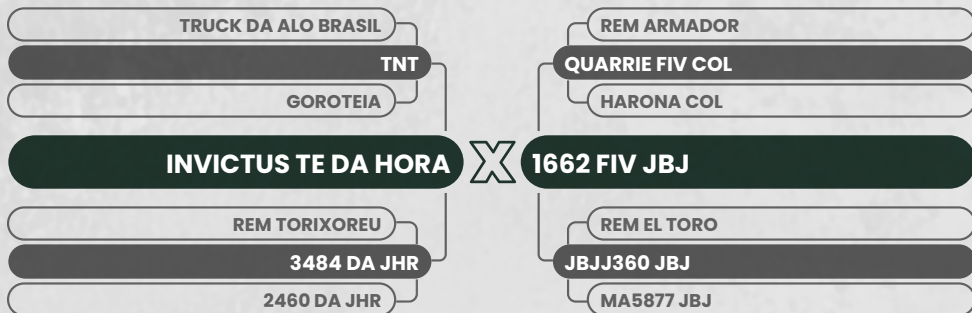 TRUCK DA ALO BRASIL
TNT
GOROTEIA
INVICTUS TE DA HORA
REM TORIXOREU
3484 DA JHR
2460 DA JHR
X
REM ARMADOR
QUARRIE FIV COL
HARONA COL
1662 FIV JBJ
REM EL TORO
JBJJ360 JBJ
MA5877 JBJ